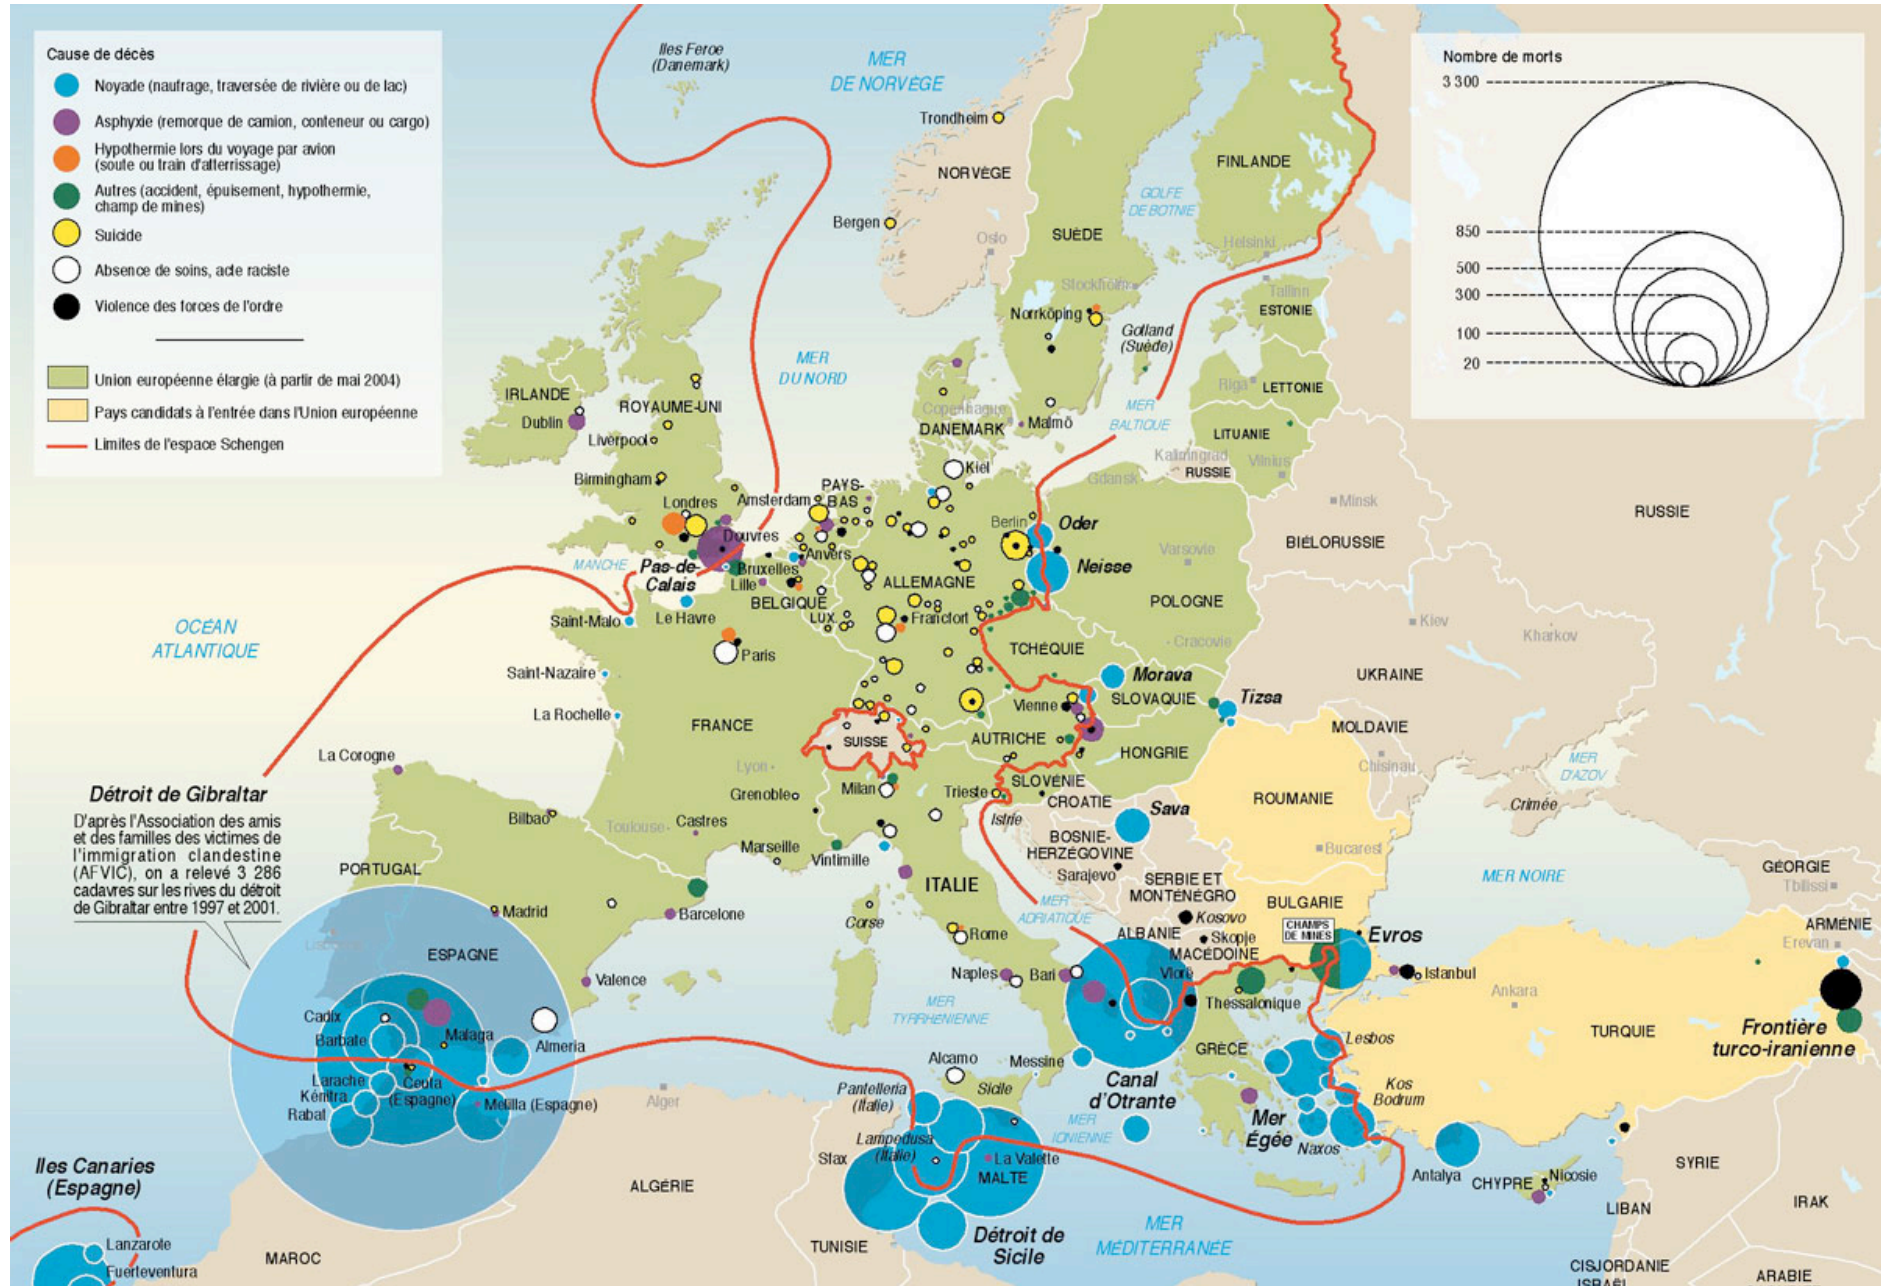 Cause de décès
Noyade (naufrage, traversée de rivière ou de lac)
Asphyxie (remorque de camion, conteneur ou cargo)
Hypothermie lors du voyage par avion
(soute ou train d'atterrissage)
Autres (accident, épuisement, hypothermie,
champ de mines)
Suicide
Absence de soins, acte raciste
Violence des forces de l'ordre
Union européenne élargie (à partir de mai 2004)
Pays candidats à l'entrée dans l'Union européenne
Limites de l'espace Schengen
Nombre de morts
3 300
850
500
300
100
20
Iles Feroe
(Danemark)
MER
DE NORVÈGE
Trondheim
NORVÈGE
Bergen
Oslo
SUÈDE
FINLANDE
GOLFE
DE BOTNIE
Helsinki
Stockholm
Tallinn
ESTONIE
Norrköping
Gotland
(Suède)
MER
DU NORD
Riga
LETTONIE
IRLANDE
ROYAUME-UNI
Dublin
Liverpool
Copenhague
DANEMARK
Malmö
MER
BALTIQUE
LITUANIE
Kaliningrad
RUSSIE
Vilnius
Birmingham
Londres
Amsterdam
PAYS-
BAS
Kiel
Gdansk
Minsk
RUSSIE
Berlin
Oder
BIÉLORUSSIE
Douvres
Anvers
Varsovie
MANCHE
Pas-de-
Calais
Bruxelles
Lille
BELGIQUE
ALLEMAGNE
Neisse
POLOGNE
LUX.
Francfort
Saint-Malo
Le Havre
Paris
OCÉAN
ATLANTIQUE
Cracovie
Kiev
Kharkov
TCHÉQUIE
UKRAINE
Saint-Nazaire
Morava
SLOVAQUIE
Tizsa
Vienne
La Rochelle
FRANCE
SUISSE
AUTRICHE
HONGRIE
MOLDAVIE
Chisinau
MER
D'AZOV
La Corogne
Lyon
Grenoble
Milan
Trieste
SLOVÉNIE
CROATIE
Istrie
Sava
ROUMANIE
Crimée
Détroit de Gibraltar
D'après l'Association des amis
et des familles des victimes de
l'immigration clandestine
(AFVIC), on a relevé 3 286
cadavres sur les rives du détroit
de Gibraltar entre 1997 et 2001.
Bilbao
Toulouse
Castres
Marseille
Vintimille
BOSNIE-
HERZÉGOVINE
Sarajevo
Bucarest
PORTUGAL
ITALIE
SERBIE ET
MONTÉNÉGRO
MER NOIRE
GÉORGIE
Tbilissi
Madrid
Barcelone
Corse
Rome
MER
ADRIATIQUE
Kosovo
BULGARIE
CHAMPS
DE MINES
Evros
ALBANIE
Skopje
MACÉDOINE
ARMÉNIE
Erevan
ESPAGNE
Valence
Naples
Bari
Vlorë
Thessalonique
Istanbul
Ankara
Cadix
Barbate
Malaga
Almeria
MER
TYRRHÉNIENNE
GRÈCE
Lesbos
TURQUIE
Frontière
turco-iranienne
Larache
Kénitra
Rabat
Ceuta
(Espagne)
Melilla (Espagne)
Alger
Alcamo
Messine
Pantelleria
(Italie)
Sicile
Canal
d'Otrante
Kos
Bodrum
Mer
Égée
Naxos
Lampedusa
(Italie)
MER
IONIENNE
Sfax
La Valette
MALTE
Antalya
CHYPRE
Nicosie
SYRIE
Iles Canaries
(Espagne)
ALGÉRIE
LIBAN
IRAK
Lanzarote
Fuerteventura
MAROC
TUNISIE
Détroit de
Sicile
MER
MÉDITERRANÉE
CISJORDANIE
ARABIE